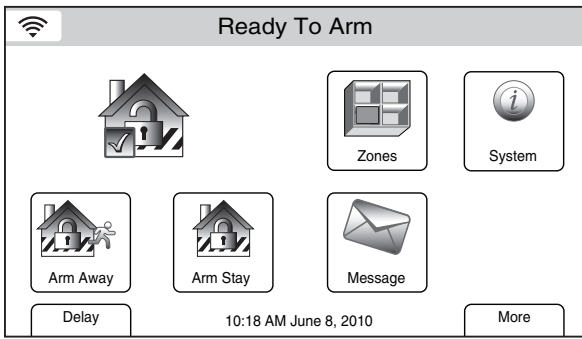 Ready To Arm
Zones
System
Arm Away
Arm Stay
Message
Delay
10:18 AM June 8, 2010
More